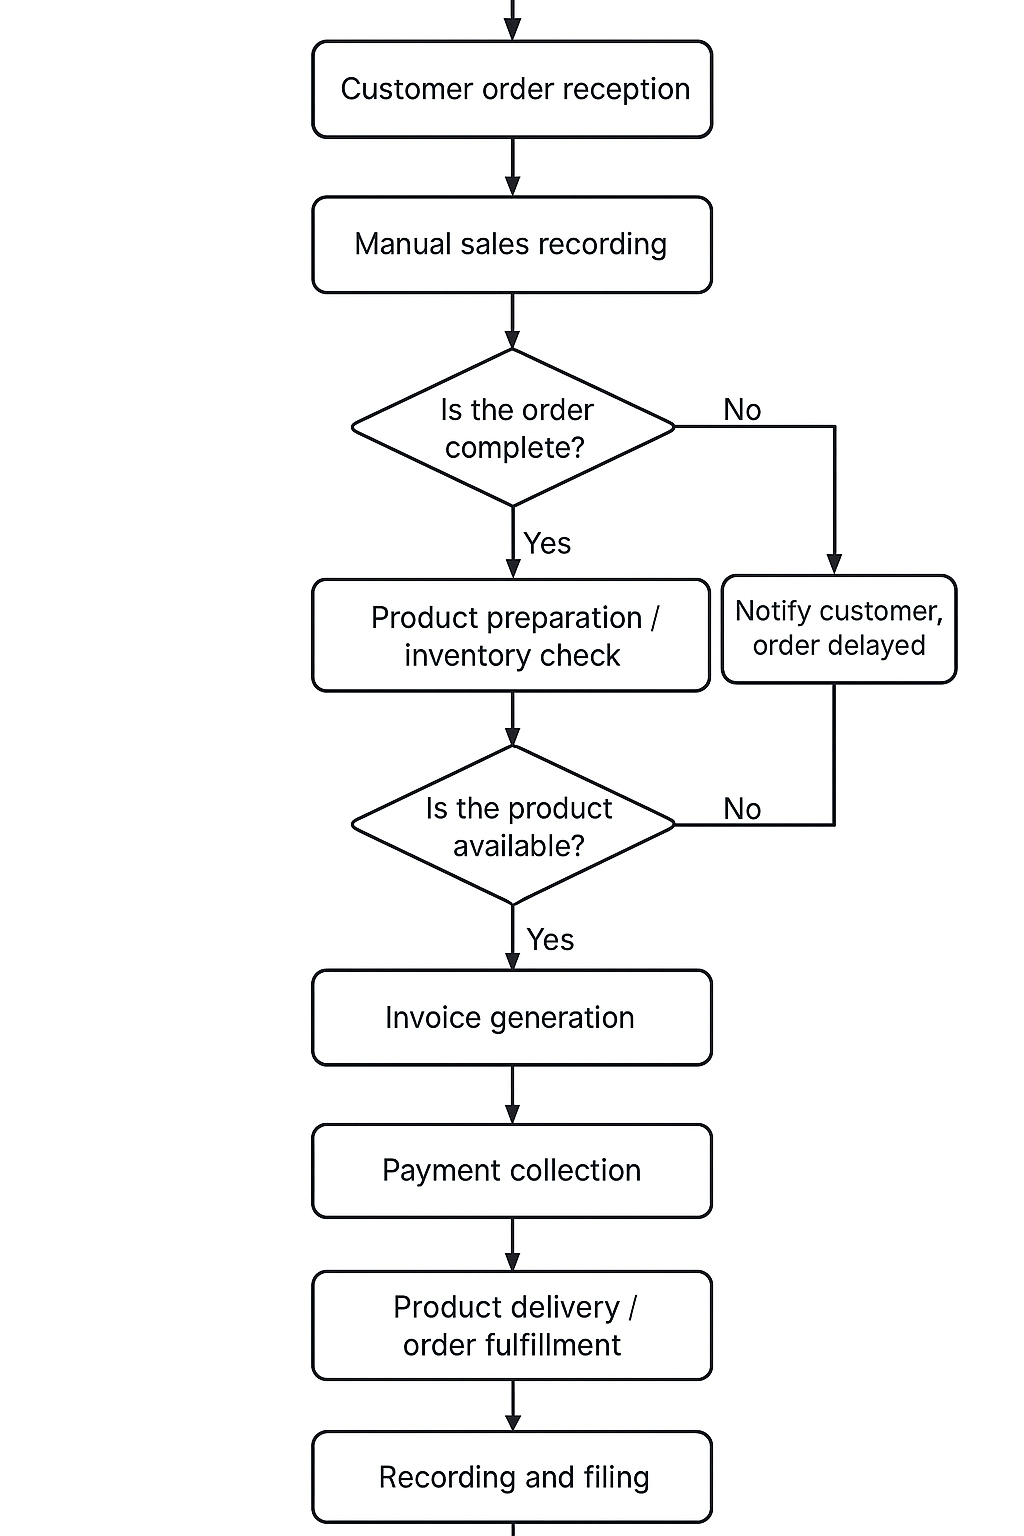 Customer order reception
Manual sales recording
Is the order
complete?
No
Yes
Product preparation /
inventory check
Notify customer,
order delayed
Is the product
available?
No
Yes
Invoice generation
Payment collection
Product delivery /
order fulfillment
Recording and filing